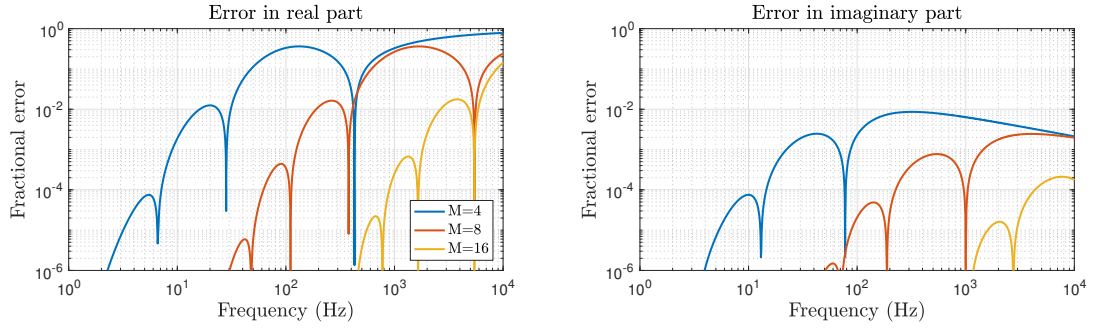 Error in real part
10^0
10^-2
10^-4
10^-6
Fractional error
M=4
M=8
M=16
10^0 10^1 10^2 10^3 10^4
Frequency (Hz)
Error in imaginary part
10^0
10^-2
10^-4
10^-6
Fractional error
10^0 10^1 10^2 10^3 10^4
Frequency (Hz)